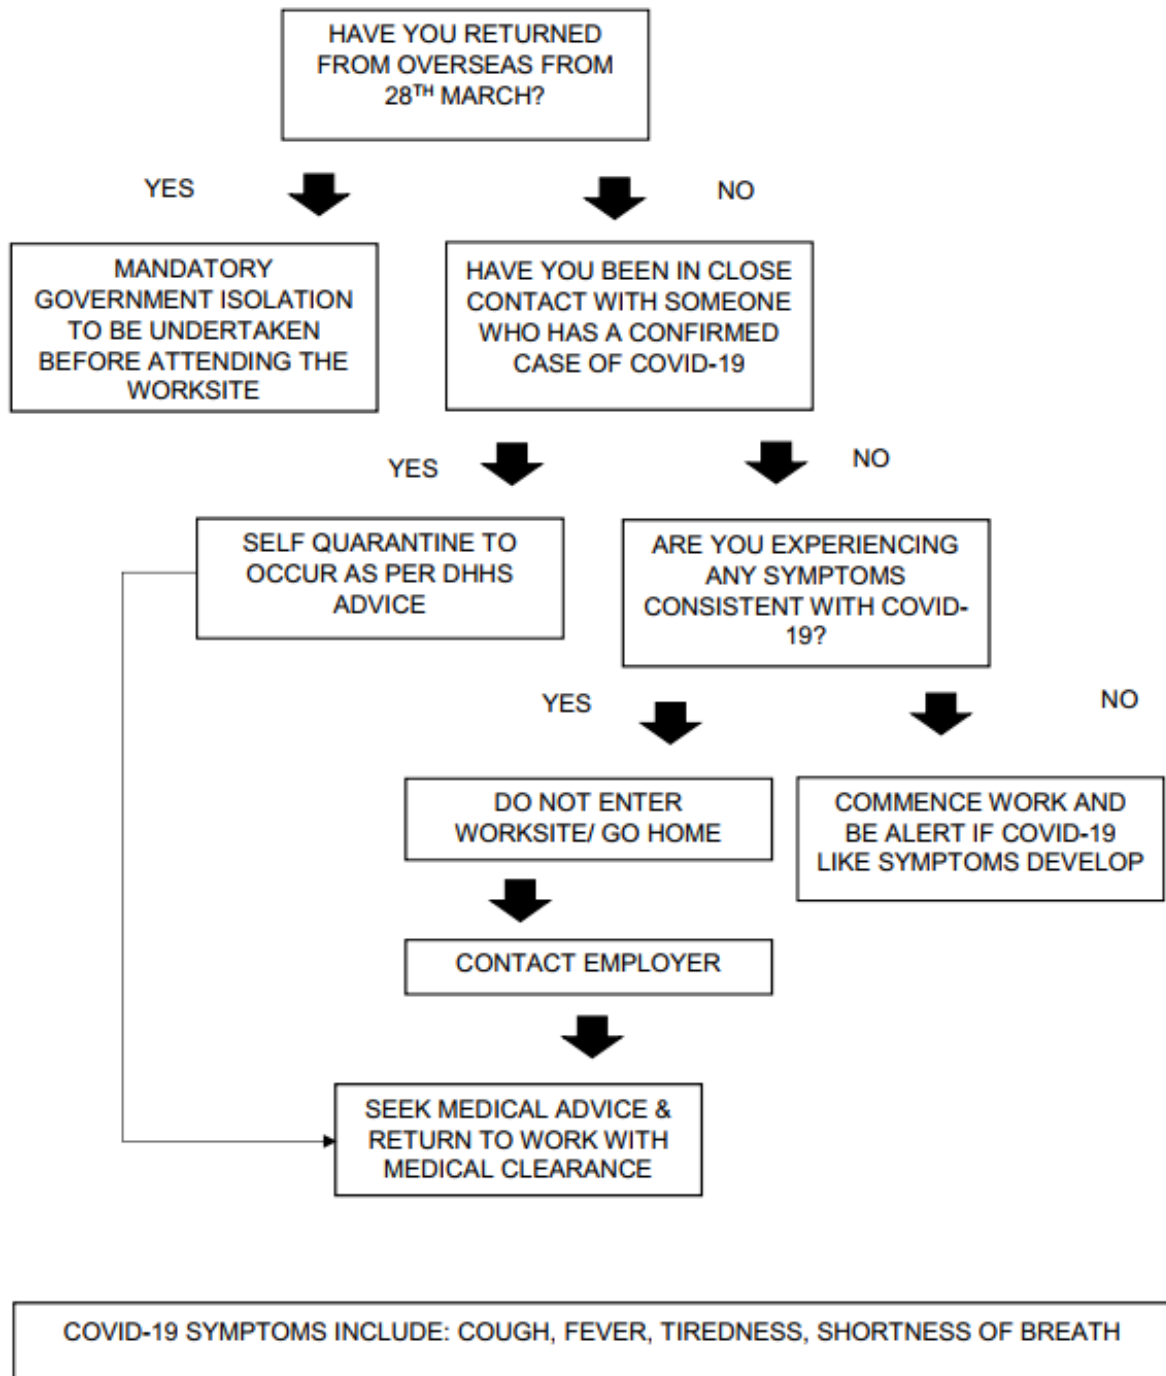 HAVE YOU RETURNED
FROM OVERSEAS FROM
28TH MARCH?
YES
NO
MANDATORY
GOVERNMENT ISOLATION
TO BE UNDERTAKEN
BEFORE ATTENDING THE
WORKSITE
HAVE YOU BEEN IN CLOSE
CONTACT WITH SOMEONE
WHO HAS A CONFIRMED
CASE OF COVID-19
YES
NO
SELF QUARANTINE TO
OCCUR AS PER DHHS
ADVICE
ARE YOU EXPERIENCING
ANY SYMPTOMS
CONSISTENT WITH COVID-
19?
YES
NO
DO NOT ENTER
WORKSITE/ GO HOME
COMMENCE WORK AND
BE ALERT IF COVID-19
LIKE SYMPTOMS DEVELOP
CONTACT EMPLOYER
SEEK MEDICAL ADVICE &
RETURN TO WORK WITH
MEDICAL CLEARANCE
COVID-19 SYMPTOMS INCLUDE: COUGH, FEVER, TIREDNESS, SHORTNESS OF BREATH